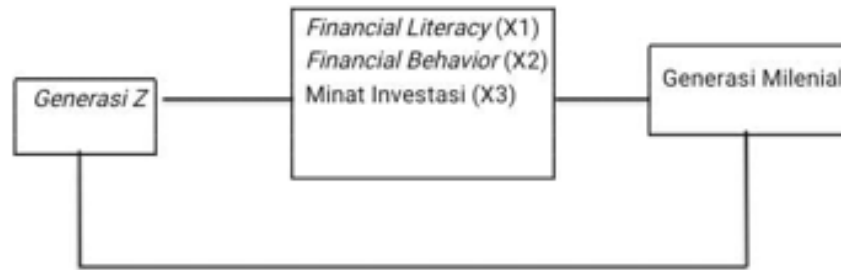 Generasi Z
Financial Literacy (X1)
Financial Behavior (X2)
Minat Investasi (X3)
Generasi Milenial